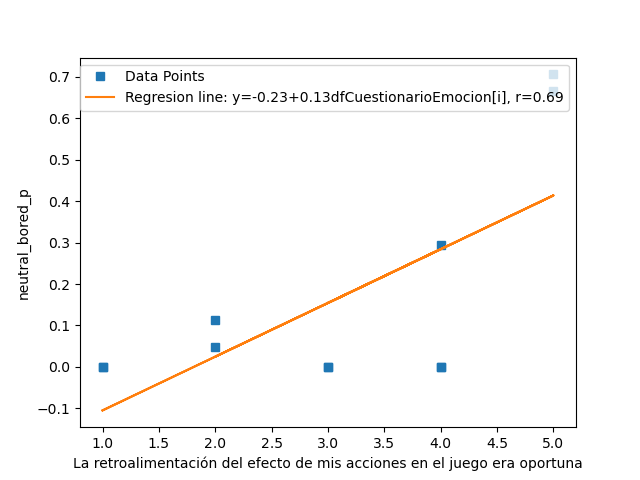 Data Points
Regresion line: y=-0.23+0.13dfCuestionarioEmocion[i], r=0.69
0.7
0.6
0.5
0.4
0.3
0.2
0.1
0.0
−0.1
neutral_bored_p
1.0 1.5 2.0 2.5 3.0 3.5 4.0 4.5 5.0
La retroalimentación del efecto de mis acciones en el juego era oportuna